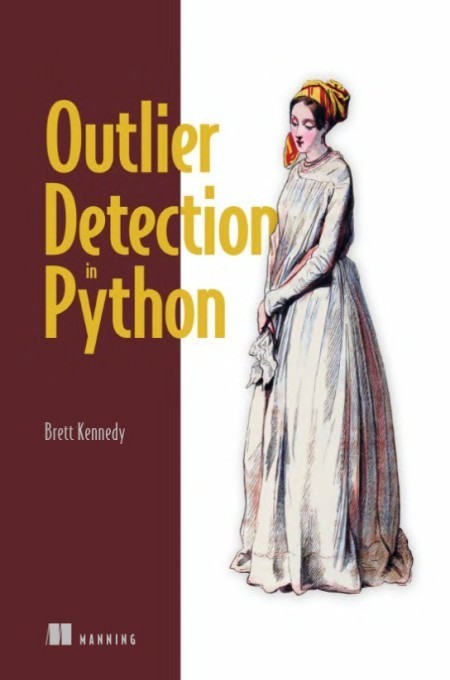 Outlier
Detection
in
Python
Brett Kennedy
MANNING